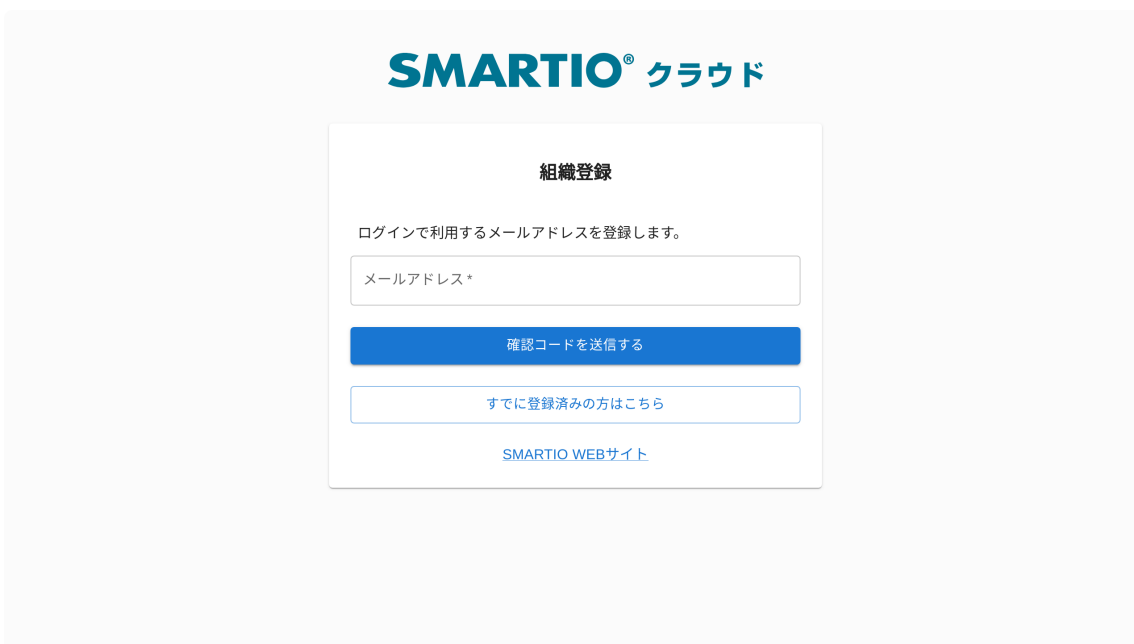 SMARTIO® クラウド
組織登録
ログインで利用するメールアドレスを登録します。
メールアドレス *
確認コードを送信する
すでに登録済みの方はこちら
SMARTIO WEBサイト